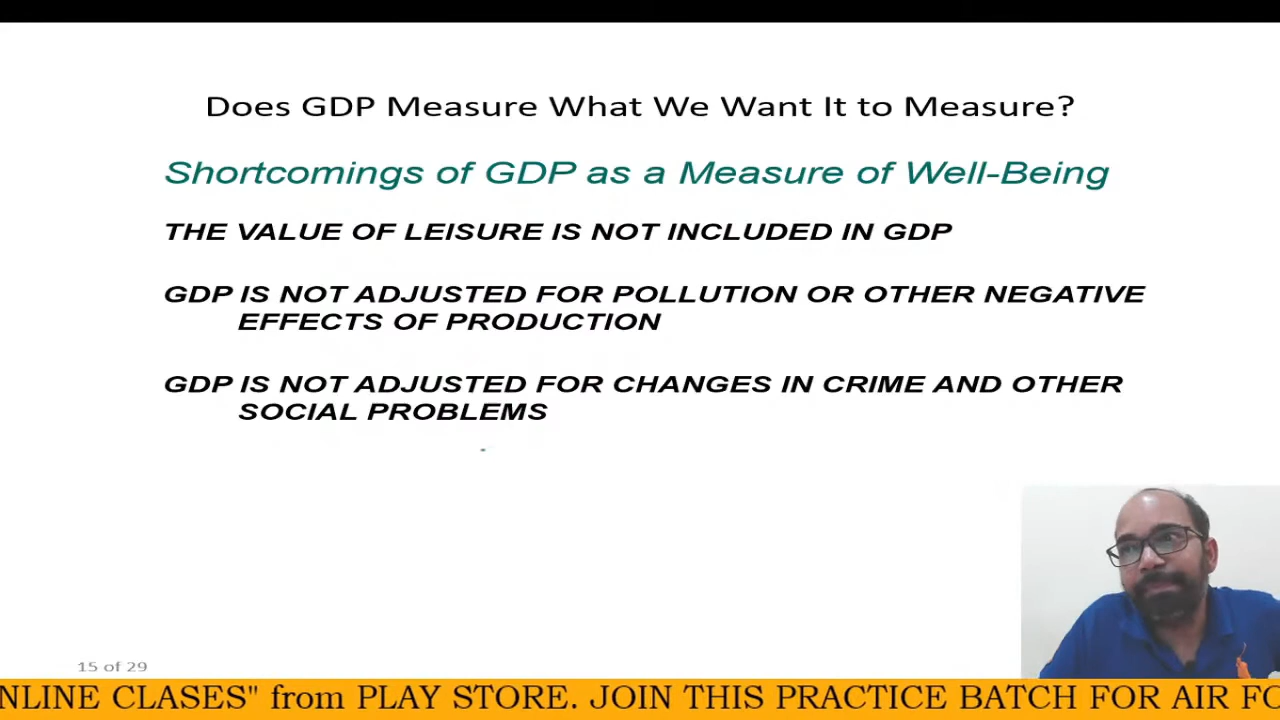 Does GDP Measure What We Want It to Measure?
Shortcomings of GDP as a Measure of Well-Being
THE VALUE OF LEISURE IS NOT INCLUDED IN GDP
GDP IS NOT ADJUSTED FOR POLLUTION OR OTHER NEGATIVE
EFFECTS OF PRODUCTION
GDP IS NOT ADJUSTED FOR CHANGES IN CRIME AND OTHER
SOCIAL PROBLEMS
15 of 29
NLINE CLASES" from PLAY STORE. JOIN THIS PRACTICE BATCH FOR AIR FO